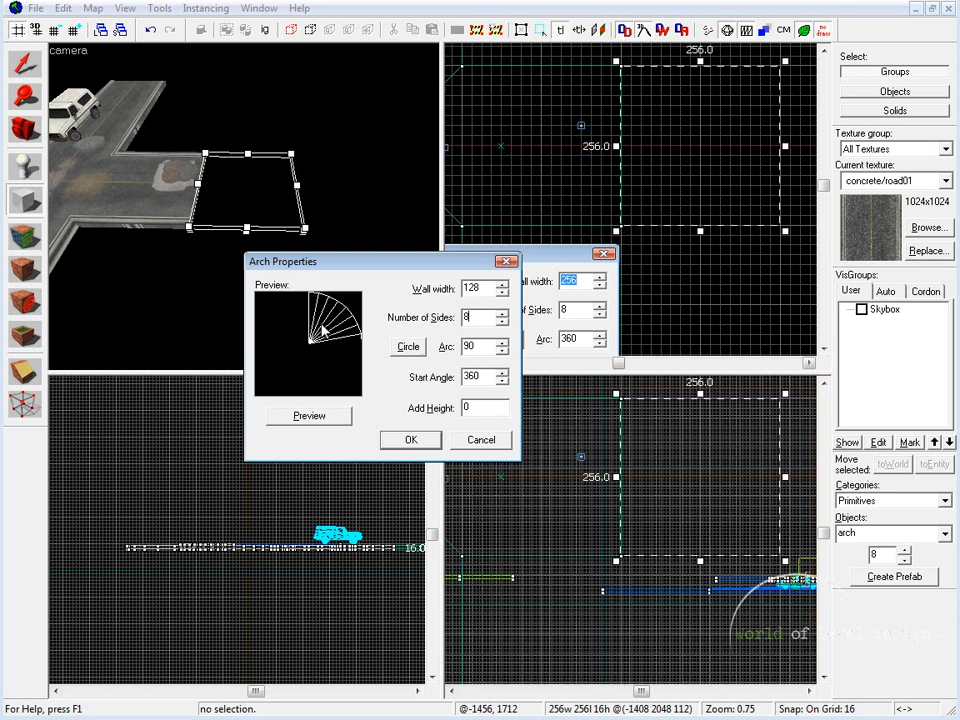 File Edit Map View Tools Instancing Window Help
camera
256.0
256.0
Arch Properties
Preview:
Wall width: 128
Number of Sides: 8
Circle Arc: 90
Start Angle: 360
Add Height: 0
Preview
OK Cancel
all width: 256
of Sides: 8
Arc: 360
256.0
256.0
16.0
Select:
Groups
Objects
Solids
Texture group:
All Textures
Current texture:
concrete/road01
1024x1024
Browse...
Replace...
VisGroups:
User Auto Cordon
Skybox
Show Edit Mark
Move selected: toWorld toEntity
Categories:
Primitives
Objects:
arch
8
Create Prefab
world of level design
For Help, press F1 no selection. @-1456, 1712 256w 256l 16h @(-1408 2048 112) Zoom: 0.75 Snap: On Grid: 16 <->